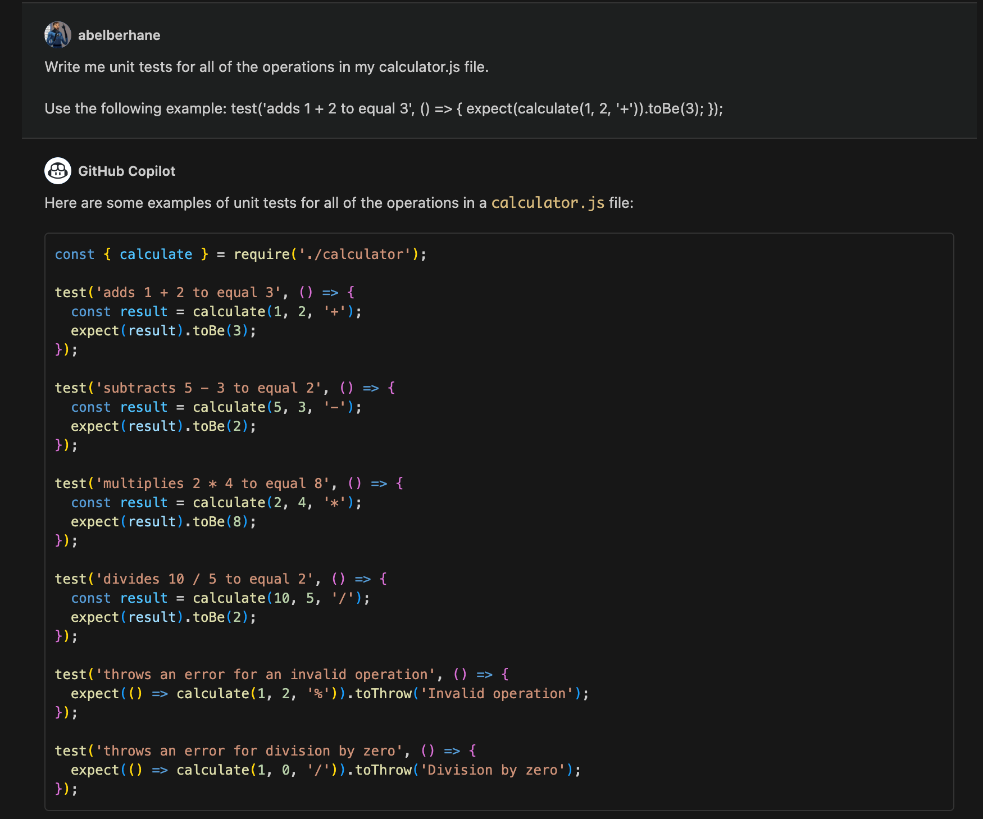 abelberhane
Write me unit tests for all of the operations in my calculator.js file.
Use the following example: test('adds 1 + 2 to equal 3', () => { expect(calculate(1, 2, '+')).toBe(3); });
GitHub Copilot
Here are some examples of unit tests for all of the operations in a calculator.js file:
const { calculate } = require('./calculator');
test('adds 1 + 2 to equal 3', () => {
  const result = calculate(1, 2, '+');
  expect(result).toBe(3);
});
test('subtracts 5 - 3 to equal 2', () => {
  const result = calculate(5, 3, '-');
  expect(result).toBe(2);
});
test('multiplies 2 * 4 to equal 8', () => {
  const result = calculate(2, 4, '*');
  expect(result).toBe(8);
});
test('divides 10 / 5 to equal 2', () => {
  const result = calculate(10, 5, '/');
  expect(result).toBe(2);
});
test('throws an error for an invalid operation', () => {
  expect(() => calculate(1, 2, '%')).toThrow('Invalid operation');
});
test('throws an error for division by zero', () => {
  expect(() => calculate(1, 0, '/')).toThrow('Division by zero');
});